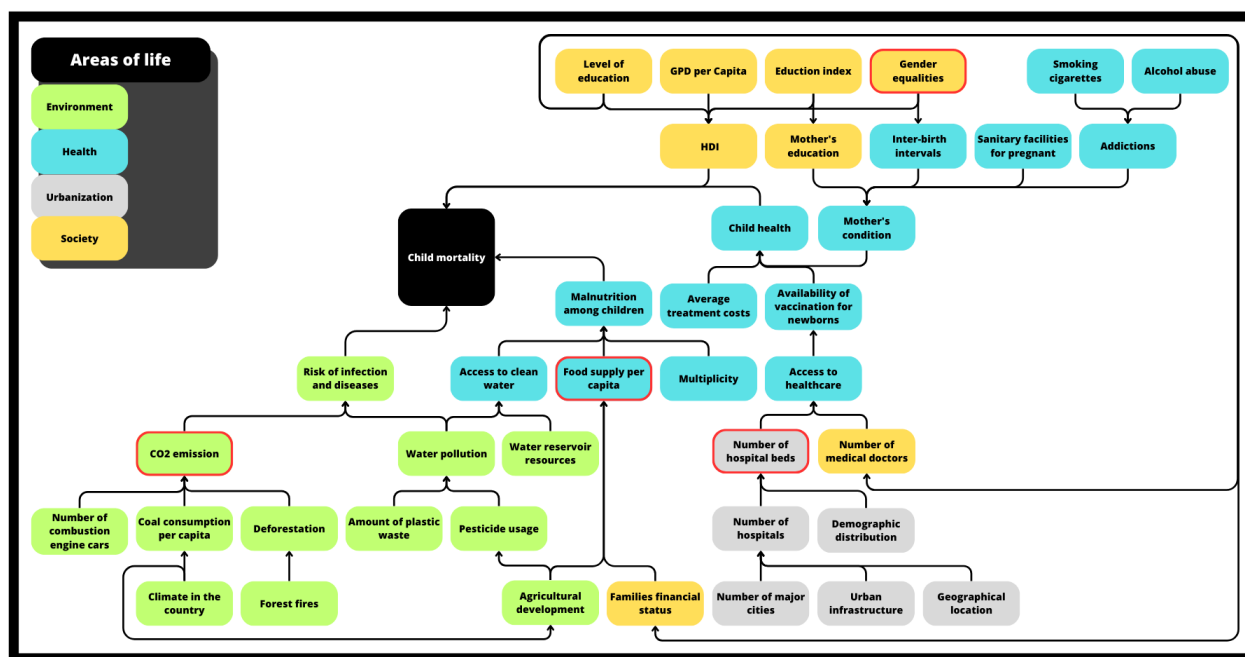 Areas of life
Environment
Health
Urbanization
Society
Level of
education
GPD per Capita
Eduction index
Gender
equalities
Smoking
cigarettes
Alcohol abuse
HDI
Mother's
education
Inter-birth
intervals
Sanitary facilities
for pregnant
Addictions
Child mortality
Child health
Mother's
condition
Malnutrition
among children
Average
treatment costs
Availability of
vaccination for
newborns
Risk of infection
and diseases
Access to clean
water
Food supply per
capita
Multiplicity
Access to
healthcare
CO2 emission
Water pollution
Water reservoir
resources
Number of
hospital beds
Number of
medical doctors
Number of
combustion
engine cars
Coal consumption
per capita
Deforestation
Amount of plastic
waste
Pesticide usage
Number of
hospitals
Demographic
distribution
Climate in the
country
Forest fires
Agricultural
development
Families financial
status
Number of major
cities
Urban
infrastructure
Geographical
location